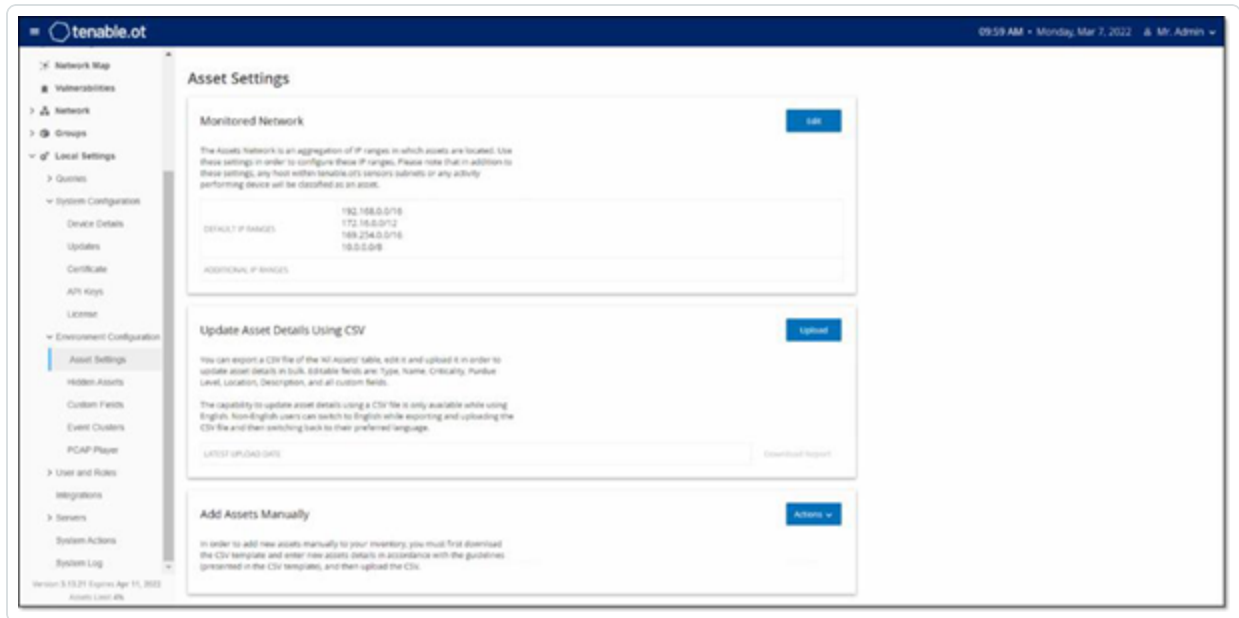 tenable.ot
09:59 AM • Monday, Mar 7, 2022 Mr. Admin
Network Map
Vulnerabilities
Network
Groups
Local Settings
Queries
System Configuration
Device Details
Updates
Certificate
API Keys
License
Environment Configuration
Asset Settings
Hidden Assets
Custom Fields
Event Clusters
PCAP Player
User and Roles
Integrations
Servers
System Actions
System Log
Version 3.13.21 Expires Apr 11, 2022
Assets Limit 4%
Asset Settings
Monitored Network
Edit
The Assets Network is an aggregation of IP ranges in which assets are located. Use
these settings in order to configure these IP ranges. Please note that in addition to
these settings, any host within tenable.ot's sensors subnets or any activity
performing device will be classified as an asset.
DEFAULT IP RANGES
192.168.0.0/16
172.16.0.0/12
169.254.0.0/16
10.0.0.0/8
ADDITIONAL IP RANGES
Update Asset Details Using CSV
Upload
You can export a CSV file of the 'All Assets' table, edit it and upload it in order to
update asset details in bulk. Editable fields are: Type, Name, Criticality, Purdue
Level, Location, Description, and all custom fields.
The capability to update asset details using a CSV file is only available while using
English. Non-English users can switch to English while exporting and uploading the
CSV file and then switching back to their preferred language.
LATEST UPLOAD DATE
Download Report
Add Assets Manually
Actions
In order to add new assets manually to your inventory, you must first download
the CSV template and enter new assets details in accordance with the guidelines
(presented in the CSV template), and then upload the CSV.